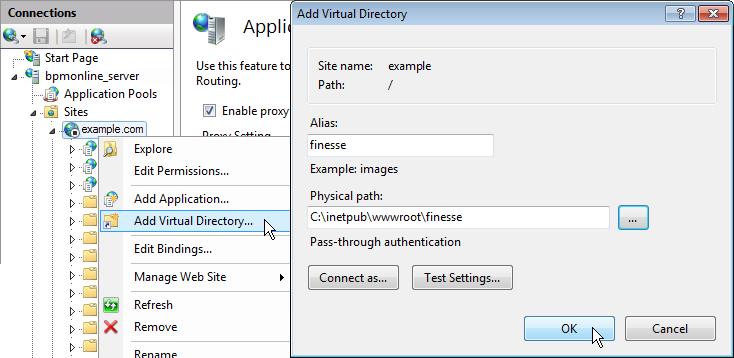 Connections
Start Page
bpmonline_server
Application Pools
Sites
example.com
Explore
Edit Permissions...
Add Application...
Add Virtual Directory...
Edit Bindings...
Manage Web Site
Refresh
Remove
Rename
Use this feature to
Routing.
Enable proxy
Add Virtual Directory
Site name: example
Path: /
Alias:
finesse
Example: images
Physical path:
C:\inetpub\wwwroot\finesse
...
Pass-through authentication
Connect as...
Test Settings...
OK
Cancel